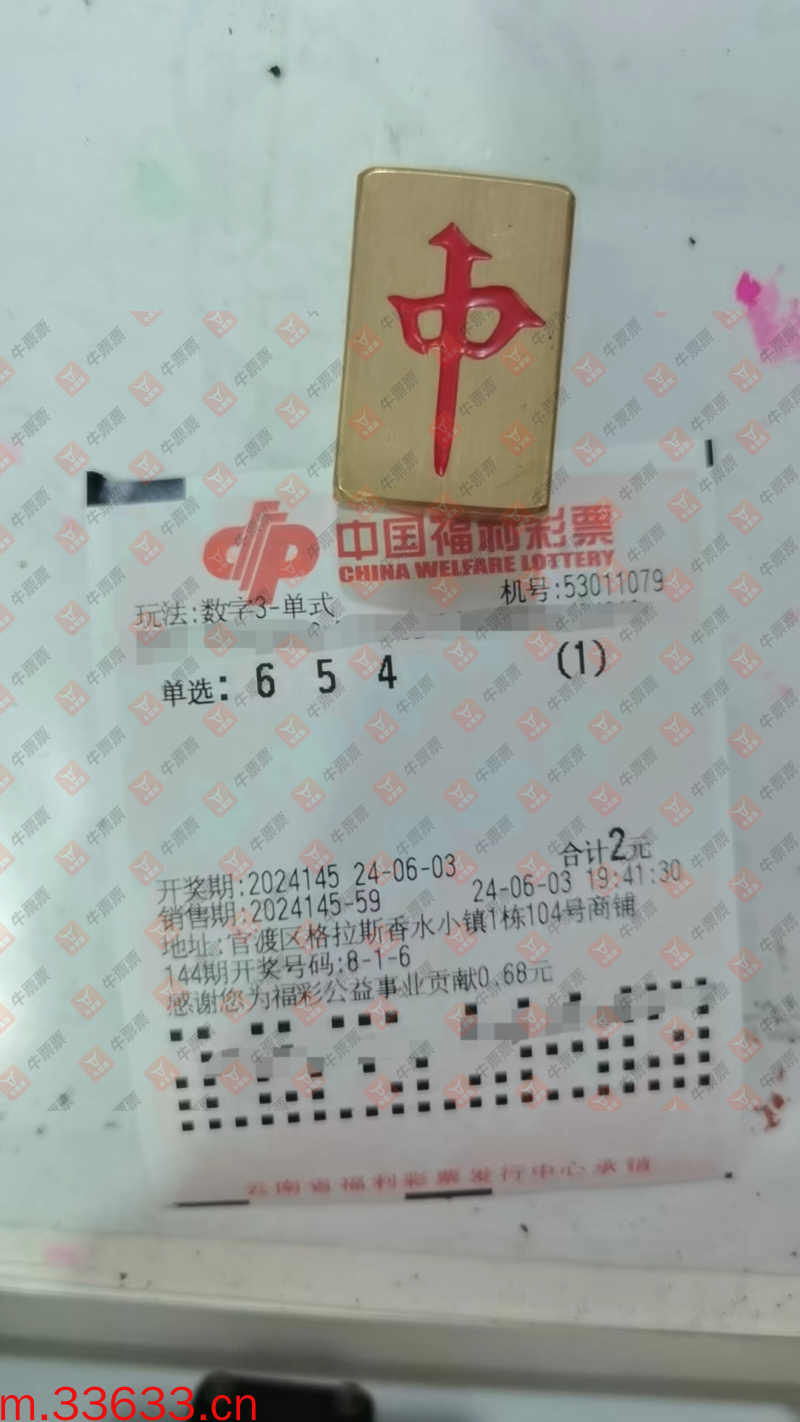 中
中国福利彩票
CHINA WELFARE LOTTERY
玩法:数字3-单式 机号:53011079
单选: 6 5 4 (1)
合计2元
开奖期:2024145 24-06-03
销售期:2024145-59 24-06-03 19:41:30
地址:官渡区格拉斯香水小镇1栋104号商铺
144期开奖号码:8-1-6
感谢您为福彩公益事业贡献0.68元
云南省福利彩票发行中心承销
牛票票
m.33633.cn